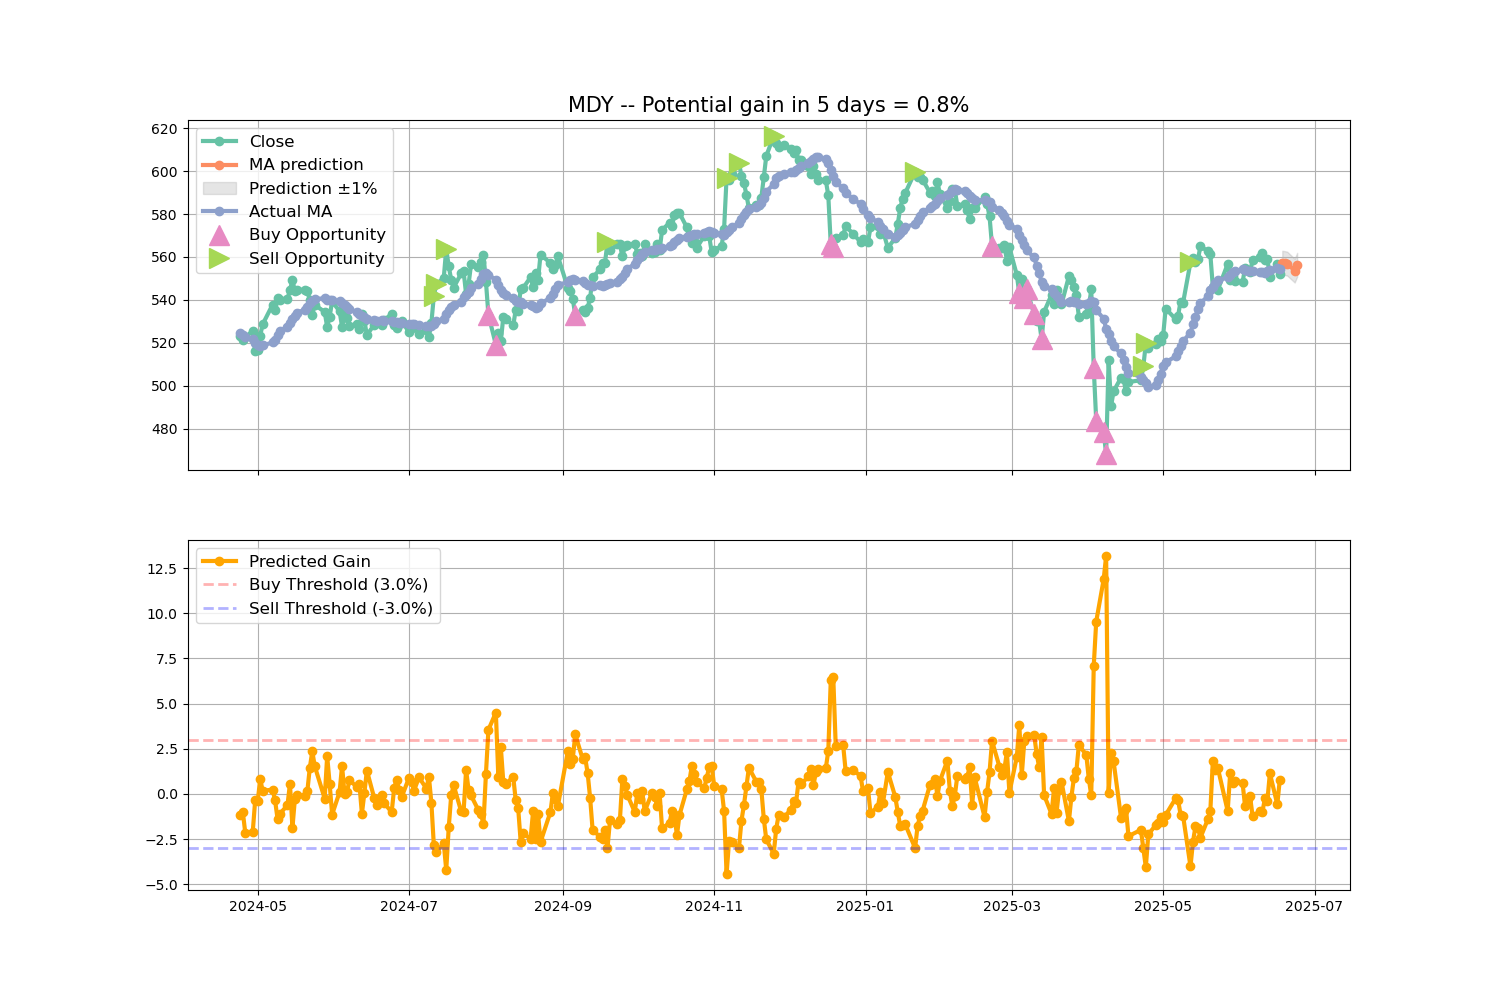 MDY -- Potential gain in 5 days = 0.8%
620
600
580
560
540
520
500
480
Close
MA prediction
Prediction ±1%
Actual MA
Buy Opportunity
Sell Opportunity
12.5
10.0
7.5
5.0
2.5
0.0
−2.5
−5.0
Predicted Gain
Buy Threshold (3.0%)
Sell Threshold (-3.0%)
2024-05
2024-07
2024-09
2024-11
2025-01
2025-03
2025-05
2025-07